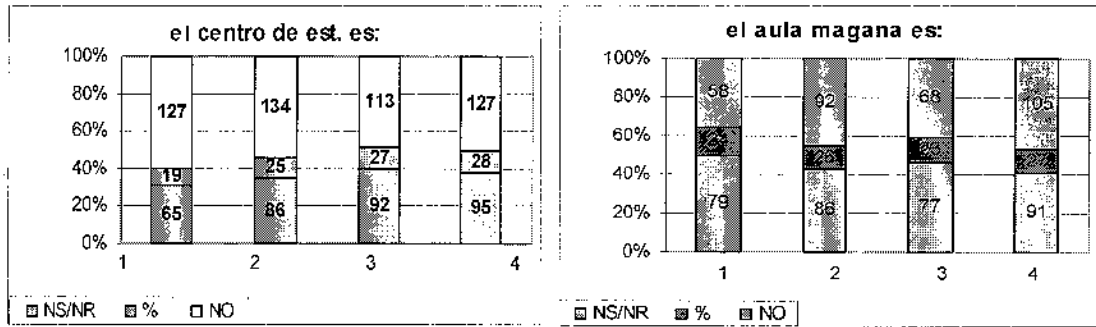 el centro de est. es:
100%
80%
60%
40%
20%
0%
127 134 113 127
19 25 27 28
65 86 92 95
1 2 3 4
NS/NR % NO
el aula magana es:
100%
80%
60%
40%
20%
0%
58 92 68 105
79 86 77 91
1 2 3 4
NS/NR % NO